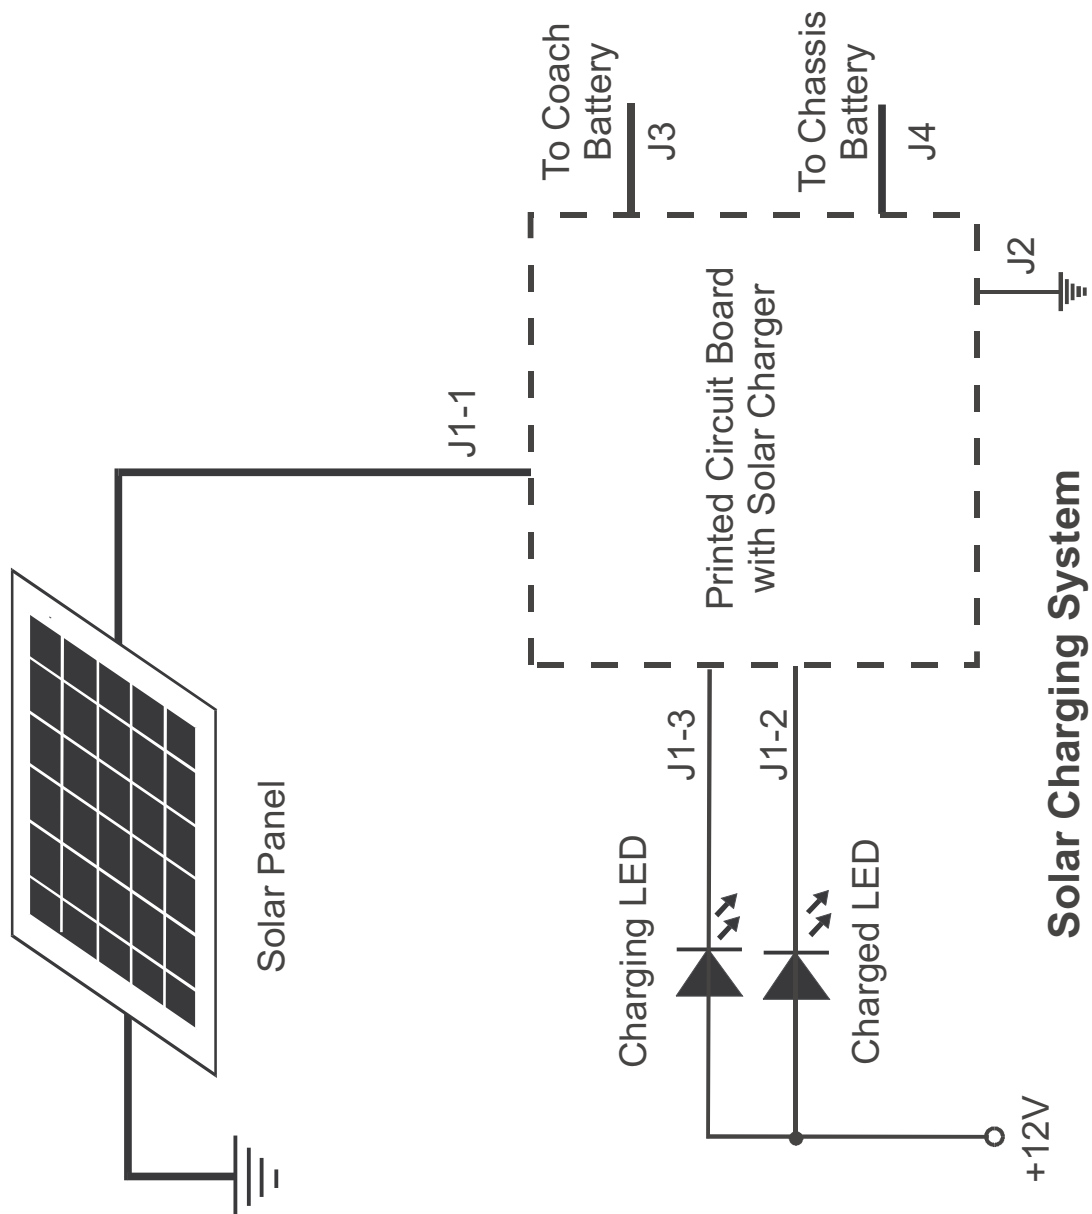 Solar Panel
J1-1
Charging LED
J1-3
Printed Circuit Board
with Solar Charger
To Coach
Battery
J3
J1-2
Charged LED
To Chassis
Battery
J4
J2
+12V
Solar Charging System